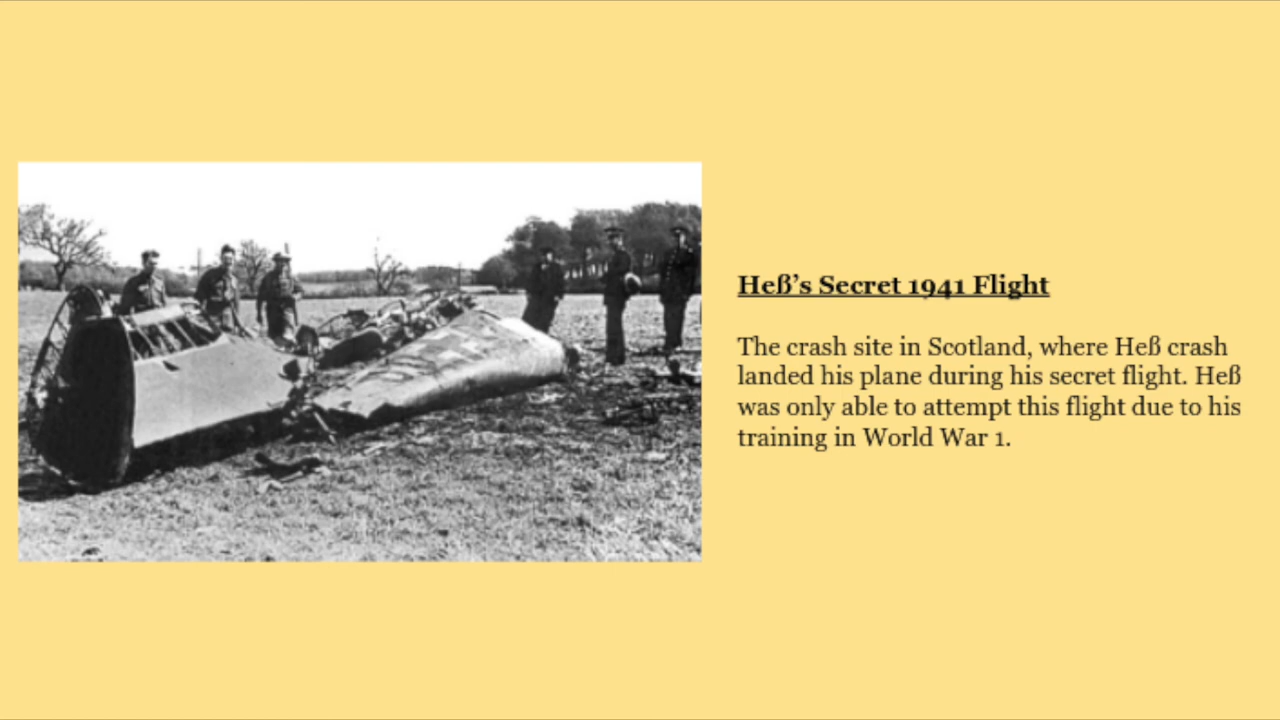 Heß’s Secret 1941 Flight
The crash site in Scotland, where Heß crash
landed his plane during his secret flight. Heß
was only able to attempt this flight due to his
training in World War 1.